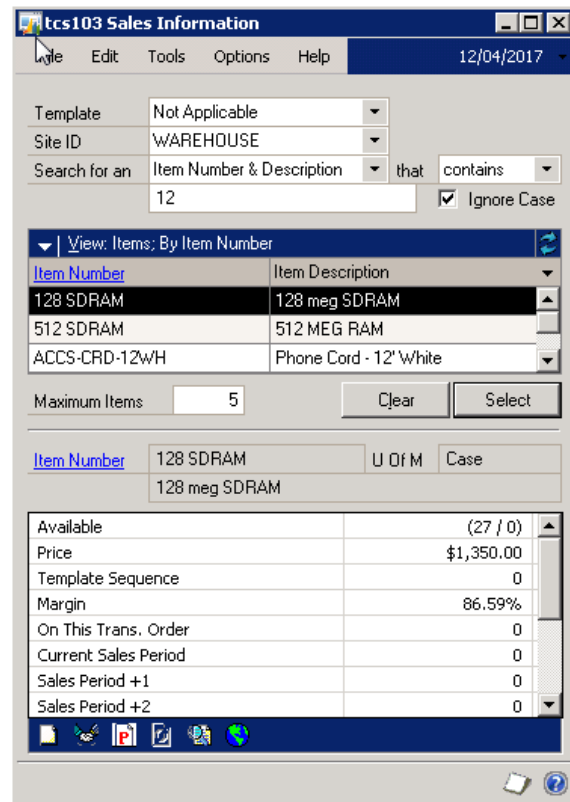 tcs103 Sales Information
File Edit Tools Options Help 12/04/2017
Template Not Applicable
Site ID WAREHOUSE
Search for an Item Number & Description that contains
12 Ignore Case
View: Items; By Item Number
Item Number Item Description
128 SDRAM 128 meg SDRAM
512 SDRAM 512 MEG RAM
ACCS-CRD-12WH Phone Cord - 12' White
Maximum Items 5 Clear Select
Item Number 128 SDRAM U Of M Case
128 meg SDRAM
Available (27 / 0)
Price $1,350.00
Template Sequence 0
Margin 86.59%
On This Trans. Order 0
Current Sales Period 0
Sales Period +1 0
Sales Period +2 0
P